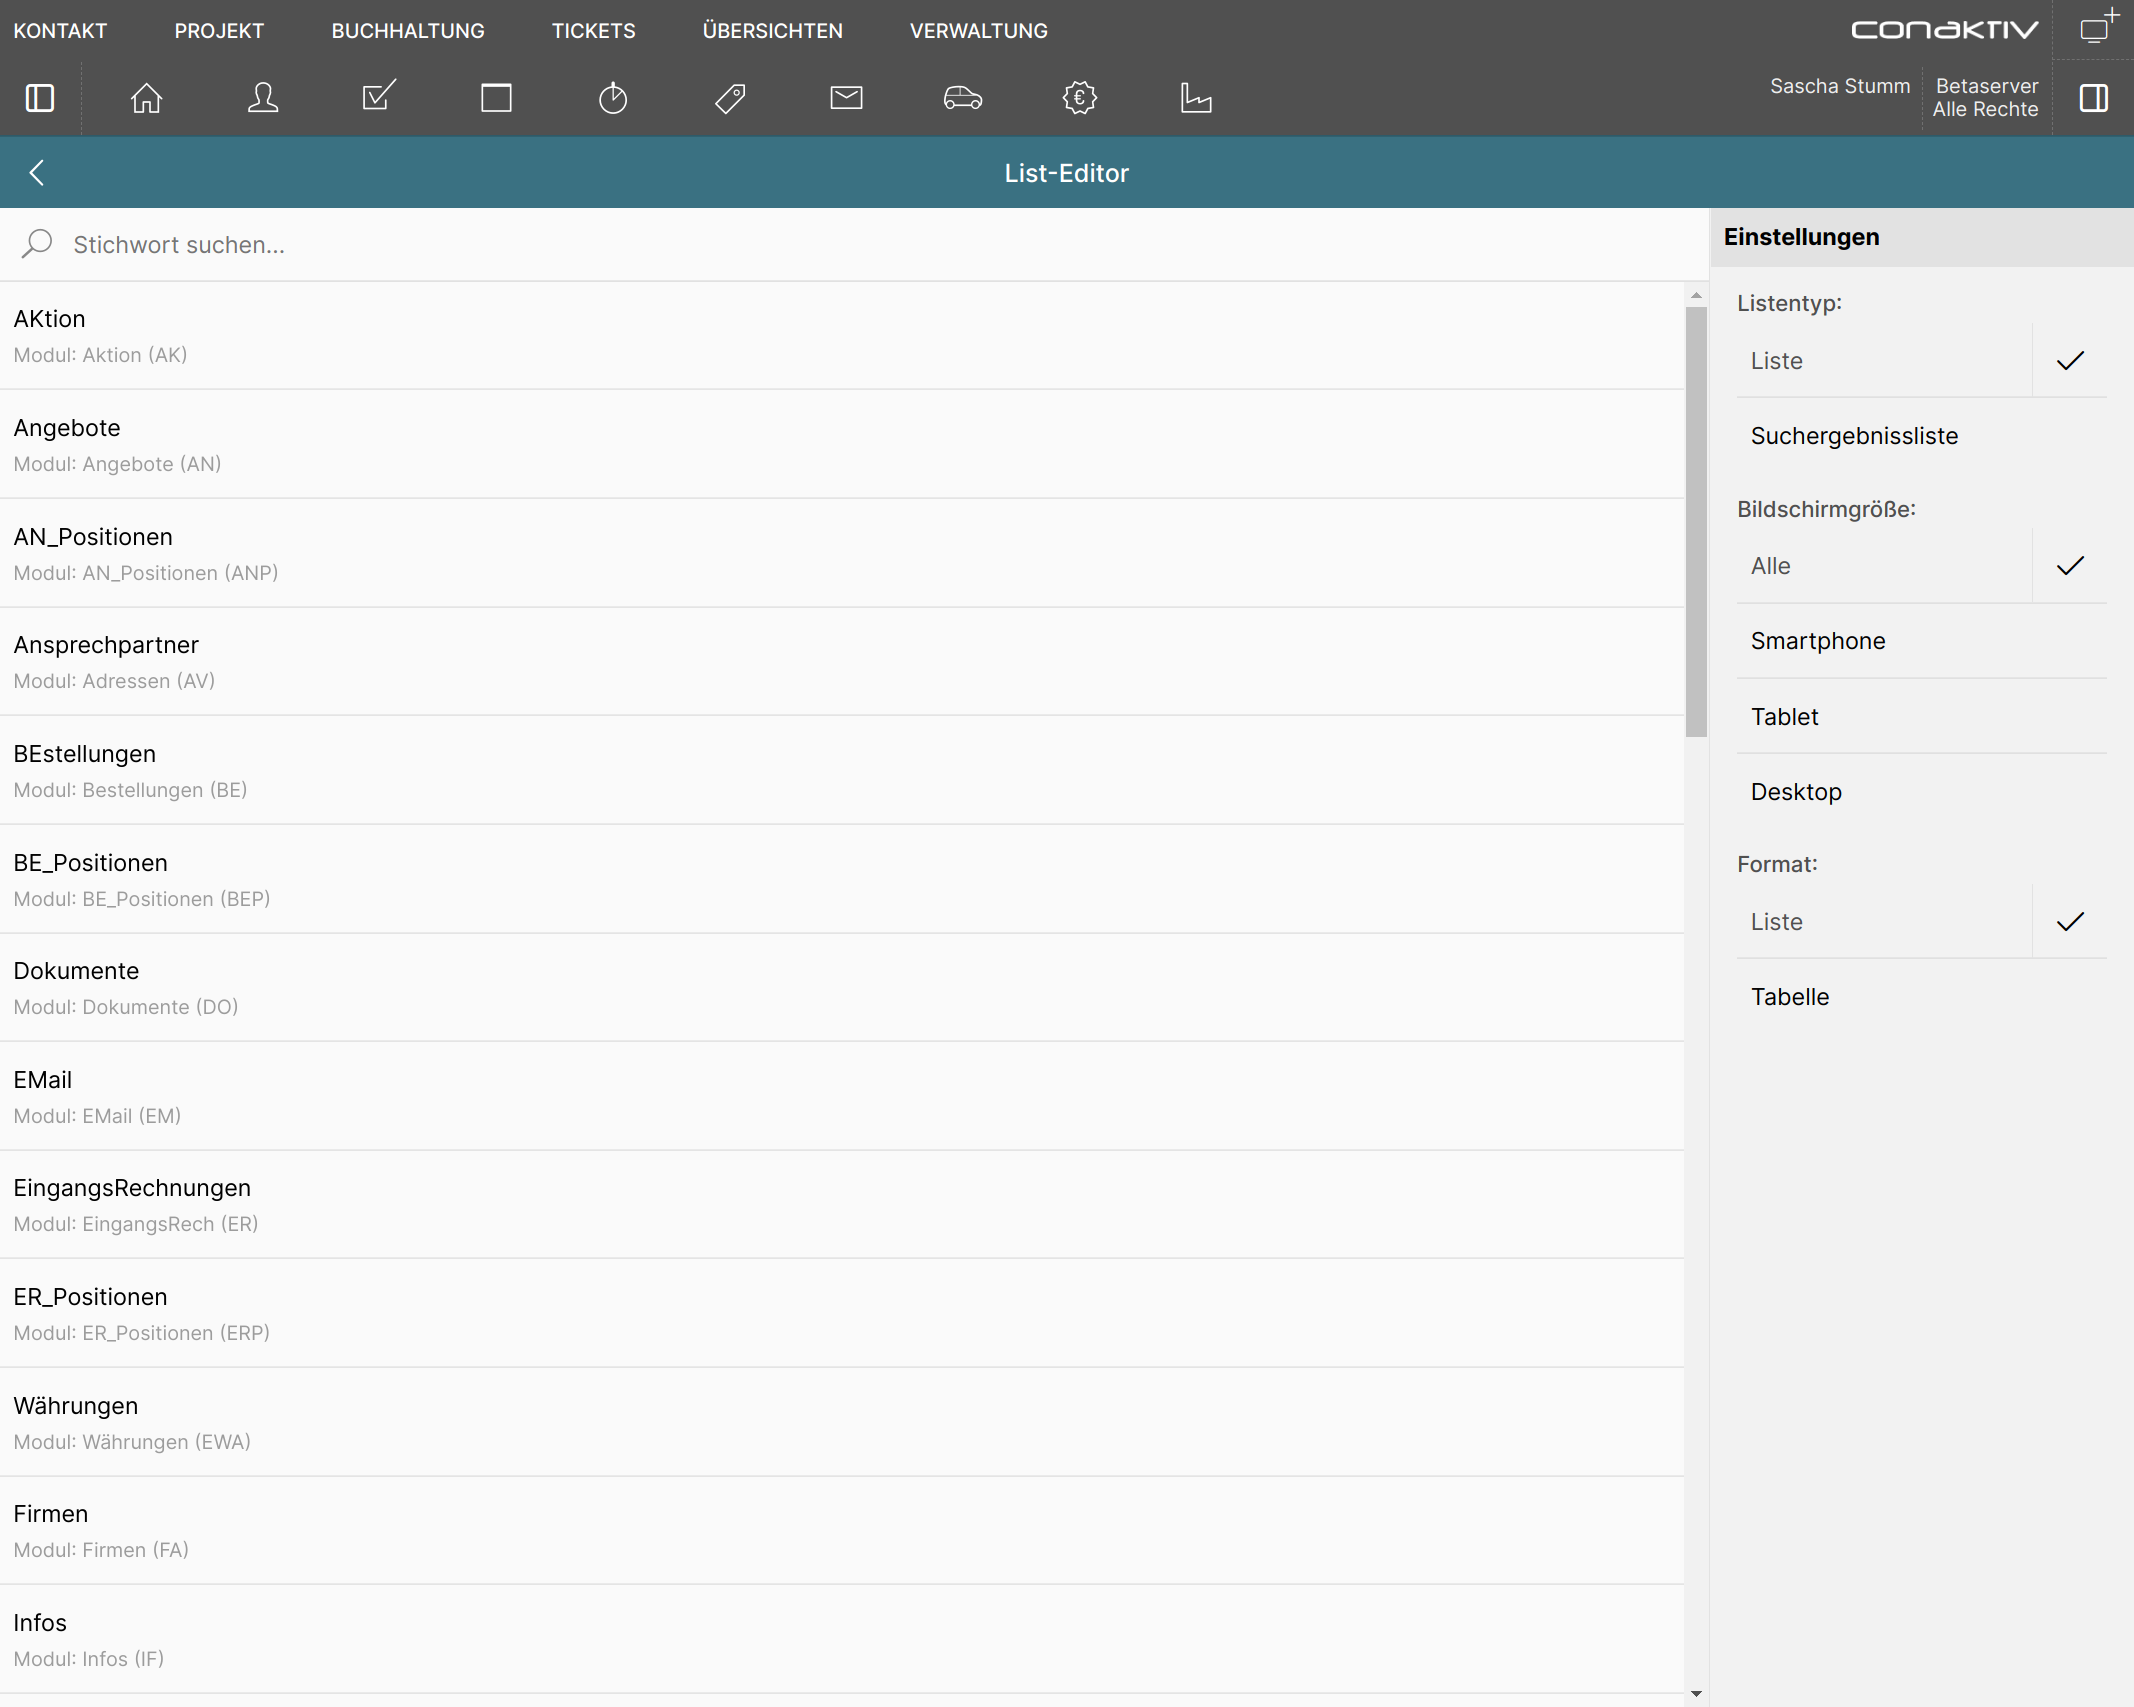 KONTAKT PROJEKT BUCHHALTUNG TICKETS ÜBERSICHTEN VERWALTUNG
conaktiv
Sascha Stumm
Betaserver
Alle Rechte
List-Editor
Stichwort suchen...
AKtion
Modul: Aktion (AK)
Angebote
Modul: Angebote (AN)
AN_Positionen
Modul: AN_Positionen (ANP)
Ansprechpartner
Modul: Adressen (AV)
BEstellungen
Modul: Bestellungen (BE)
BE_Positionen
Modul: BE_Positionen (BEP)
Dokumente
Modul: Dokumente (DO)
EMail
Modul: EMail (EM)
EingangsRechnungen
Modul: EingangsRech (ER)
ER_Positionen
Modul: ER_Positionen (ERP)
Währungen
Modul: Währungen (EWA)
Firmen
Modul: Firmen (FA)
Infos
Modul: Infos (IF)
Einstellungen
Listentyp:
Liste
Suchergebnissliste
Bildschirmgröße:
Alle
Smartphone
Tablet
Desktop
Format:
Liste
Tabelle